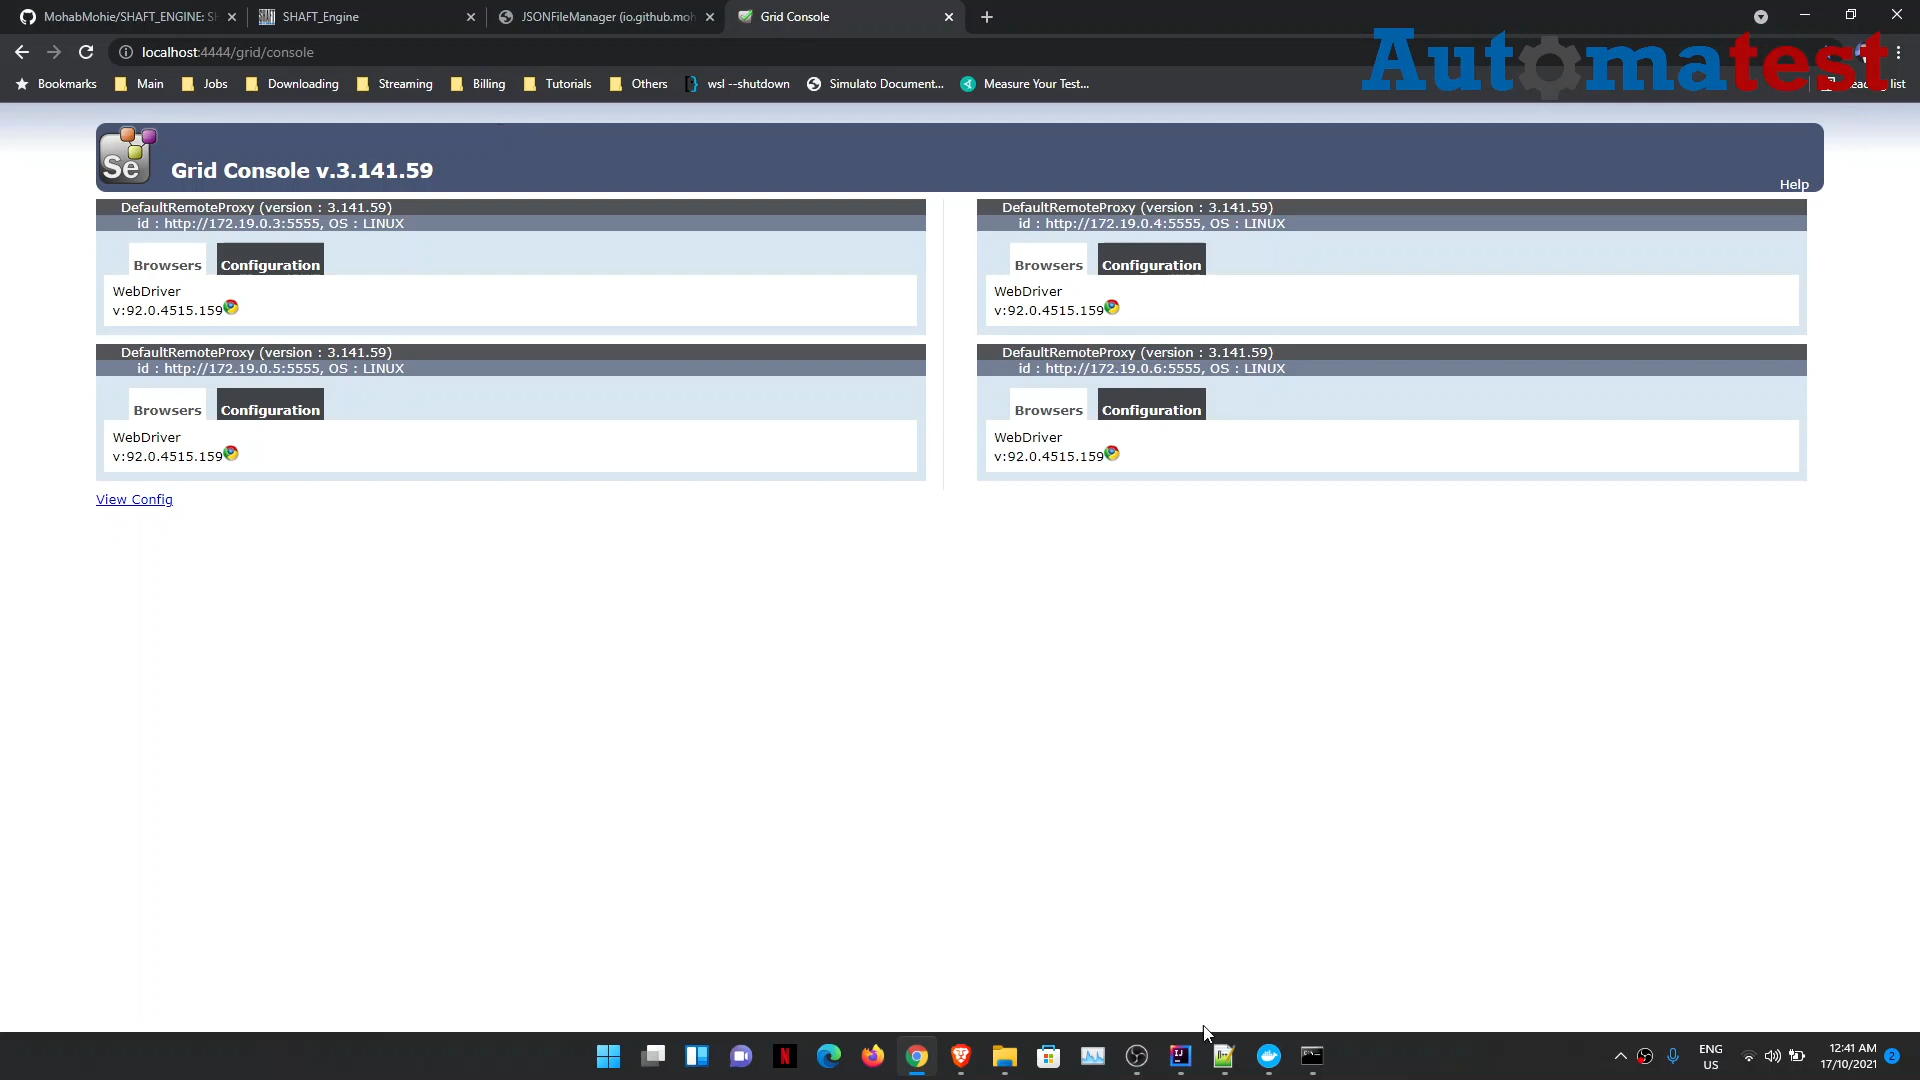 MohabMohie/SHAFT_ENGINE: SH
SHAFT_Engine
JSONFileManager (io.github.moh
Grid Console
localhost:4444/grid/console
Automatest
Bookmarks
Main
Jobs
Downloading
Streaming
Billing
Tutorials
Others
wsl --shutdown
Simulato Document...
Measure Your Test...
list
Se
Grid Console v.3.141.59
Help
DefaultRemoteProxy (version : 3.141.59)
id : http://172.19.0.3:5555, OS : LINUX
Browsers
Configuration
WebDriver
v:92.0.4515.159
DefaultRemoteProxy (version : 3.141.59)
id : http://172.19.0.4:5555, OS : LINUX
Browsers
Configuration
WebDriver
v:92.0.4515.159
DefaultRemoteProxy (version : 3.141.59)
id : http://172.19.0.5:5555, OS : LINUX
Browsers
Configuration
WebDriver
v:92.0.4515.159
DefaultRemoteProxy (version : 3.141.59)
id : http://172.19.0.6:5555, OS : LINUX
Browsers
Configuration
WebDriver
v:92.0.4515.159
View Config
ENG
US
12:41 AM
17/10/2021
2